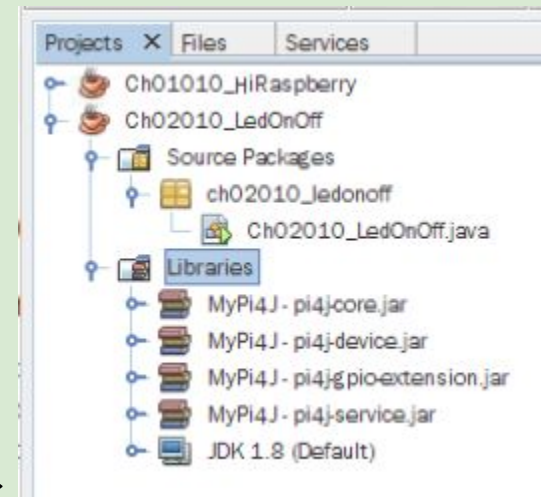 Projects Files Services
Ch01010_HiRaspberry
Ch02010_LedOnOff
Source Packages
ch02010_ledonoff
Ch02010_LedOnOff.java
Libraries
MyPi4J - pi4j-core.jar
MyPi4J - pi4j-device.jar
MyPi4J - pi4j-gpio-extension.jar
MyPi4J - pi4j-service.jar
JDK 1.8 (Default)